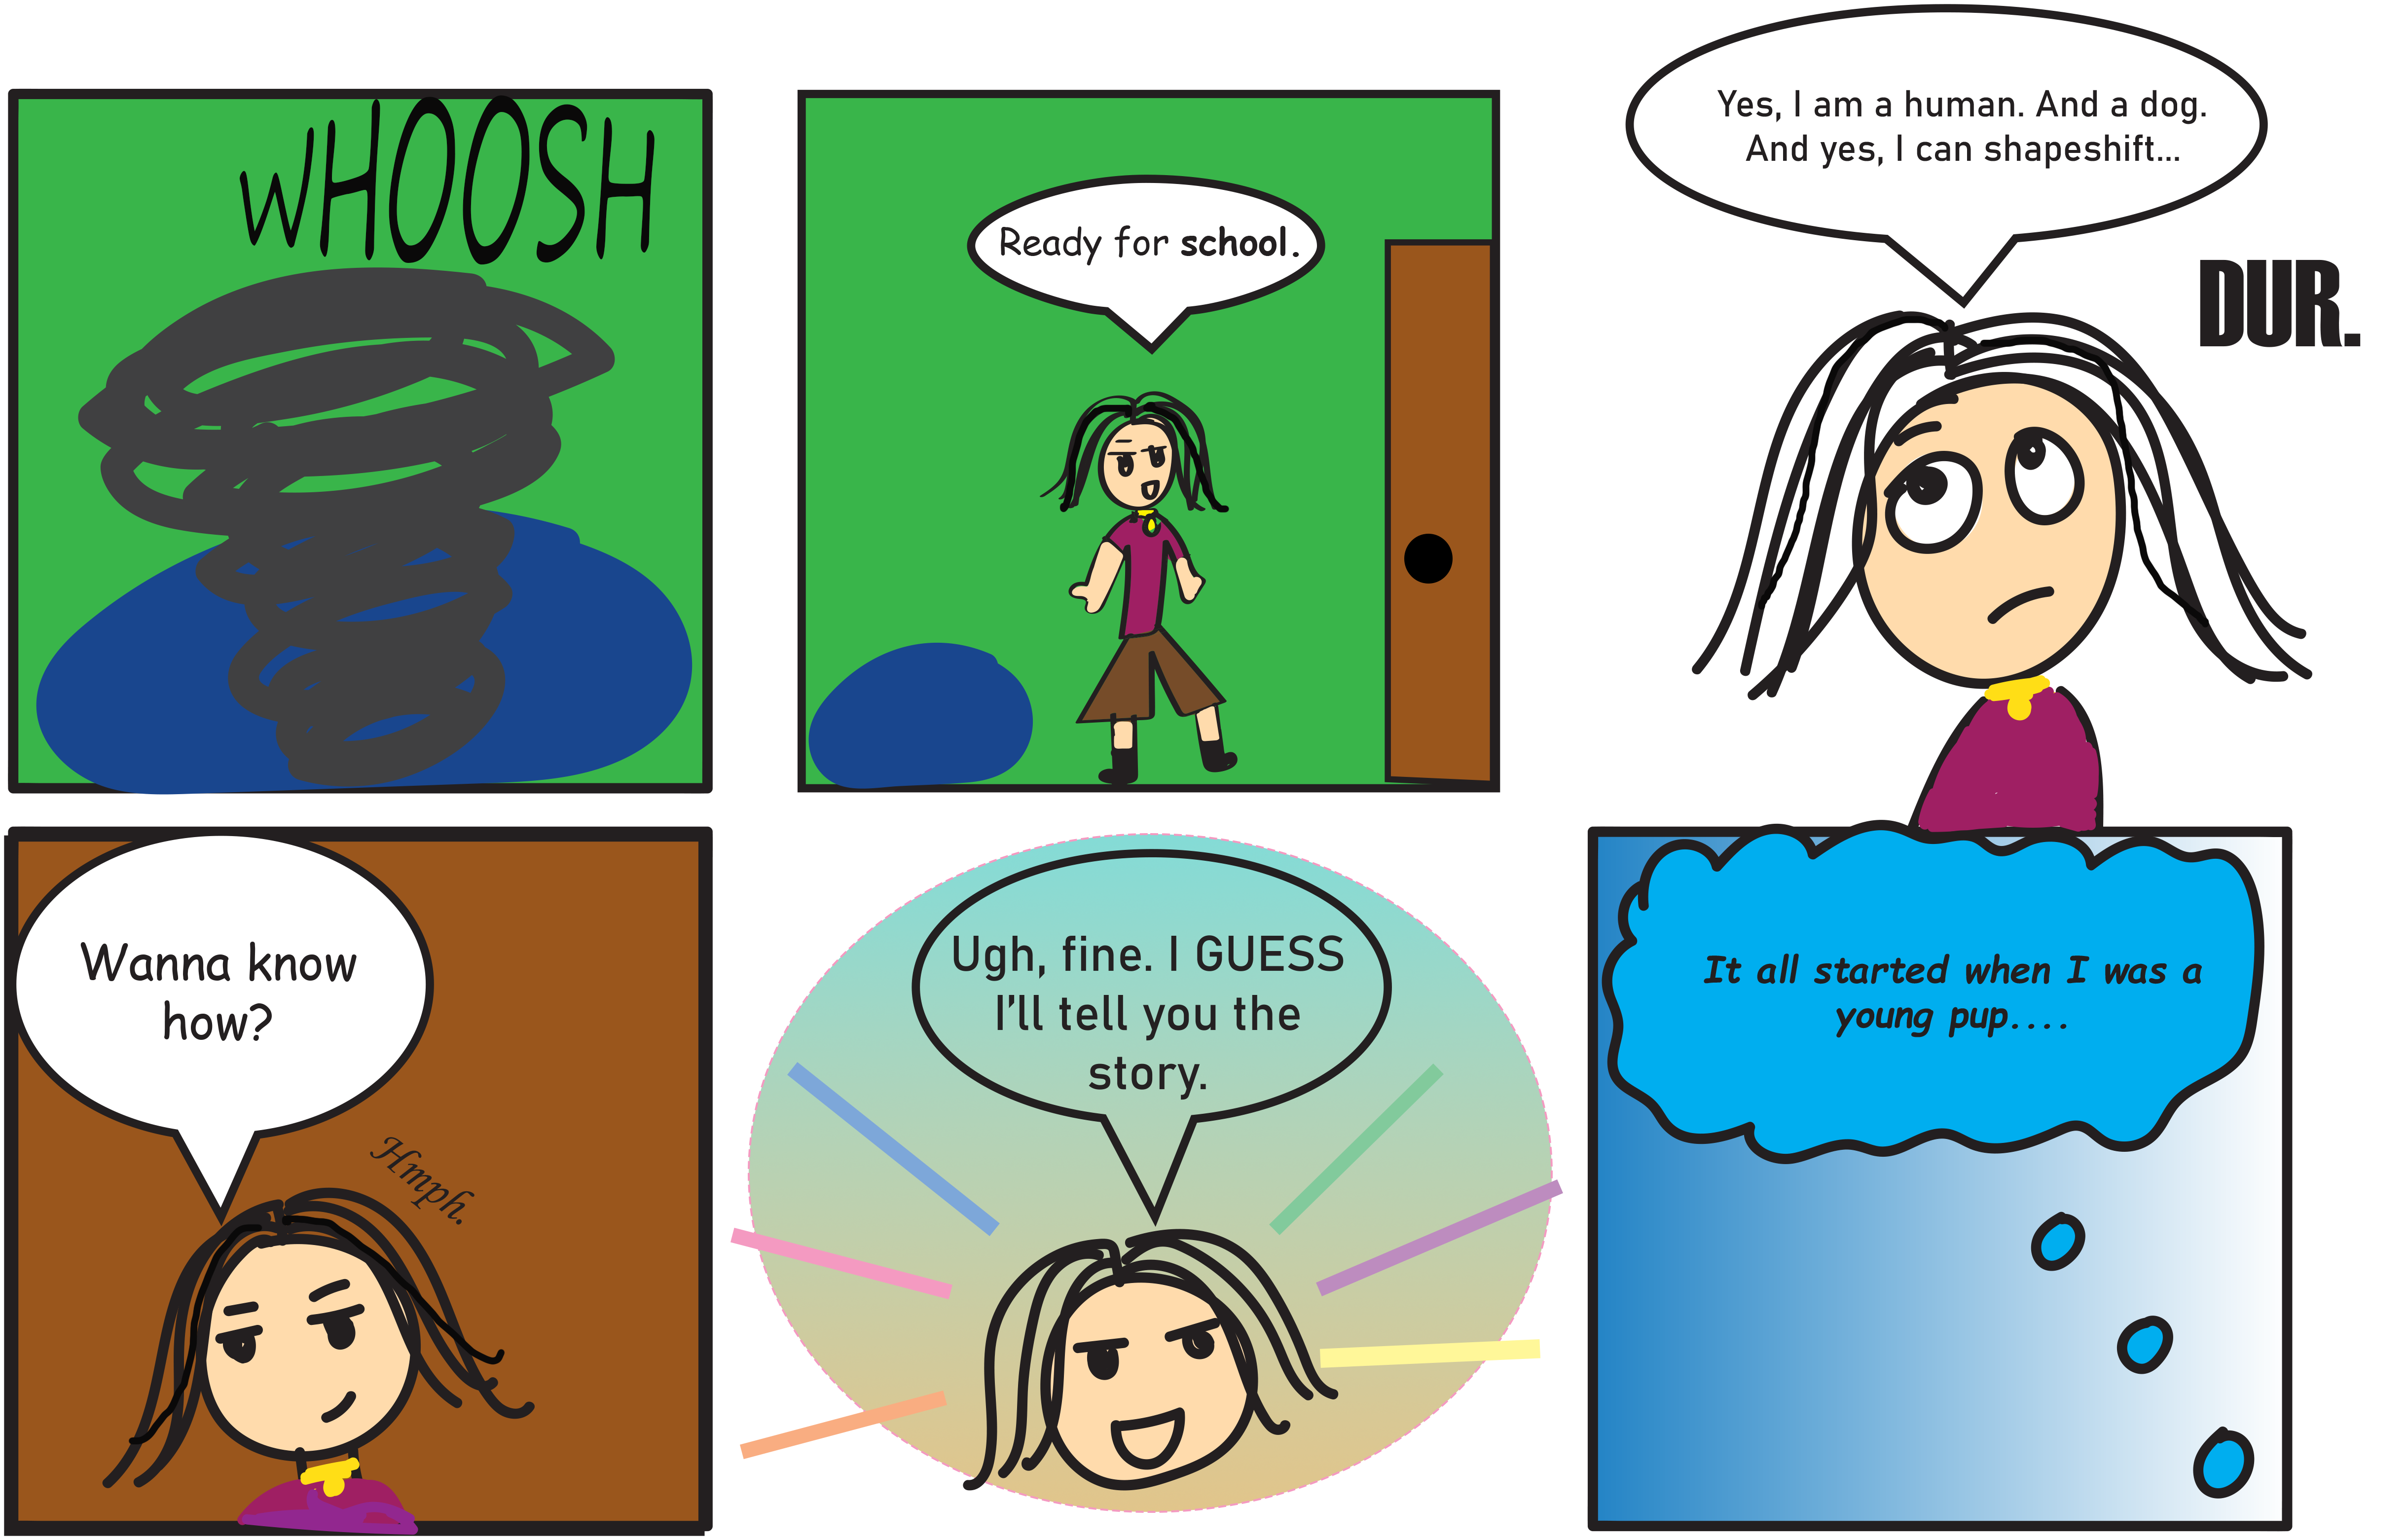 wHOOSH
Ready for school.
Yes, I am a human. And a dog.
And yes, I can shapeshift...
DUR.
Wanna know
how?
Hmph.
Ugh, fine. I GUESS
I'll tell you the
story.
It all started when I was a
young pup....